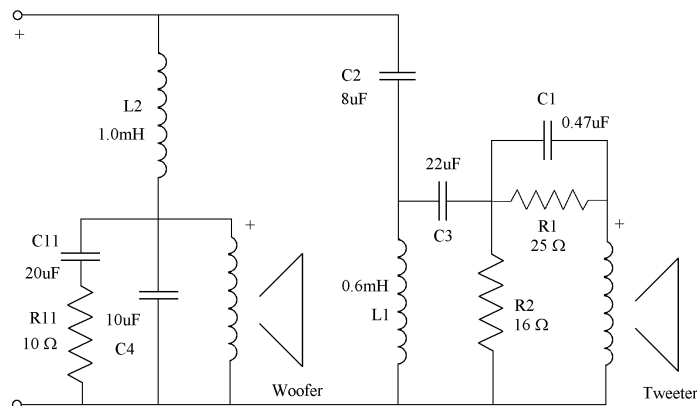 +
L2
1.0mH
C2
8uF
C1
0.47uF
22uF
C3
R1
25 Ω
+
+
C11
20uF
R11
10 Ω
10uF
C4
0.6mH
L1
R2
16 Ω
Woofer
Tweeter